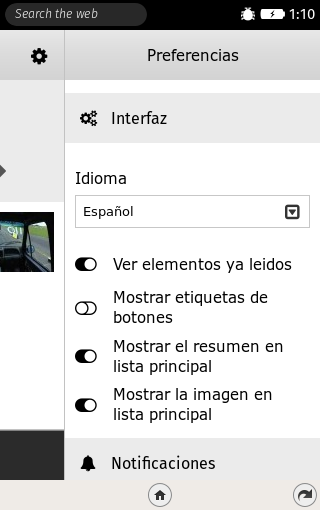 Search the web
1:10
Preferencias
Interfaz
Idioma
Español
Ver elementos ya leidos
Mostrar etiquetas de
botones
Mostrar el resumen en
lista principal
Mostrar la imagen en
lista principal
Notificaciones